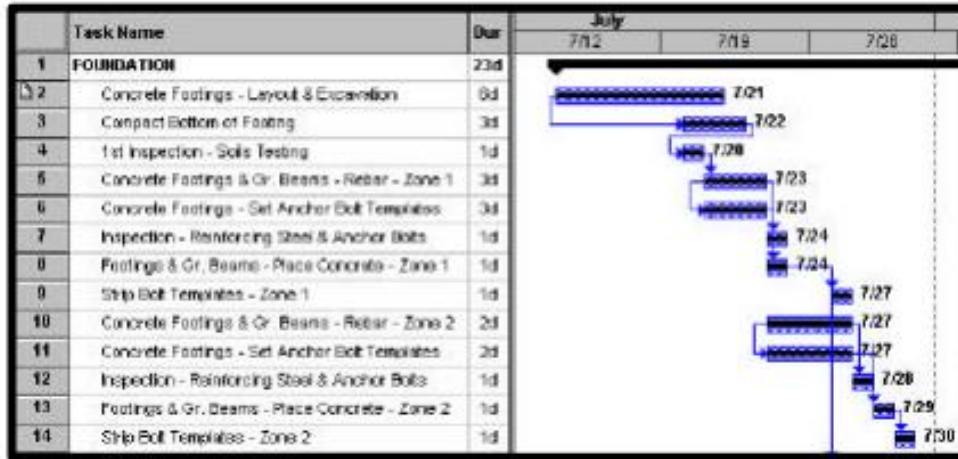 Task Name Dur July
7/12 7/19 7/26
1 FOUNDATION 23d
2 Concrete Footings - Layout & Excavation 6d 7/21
3 Compact Bottom of Footing 3d 7/22
4 1st Inspection - Soils Testing 1d 7/20
5 Concrete Footings & Gr. Beams - Rebar - Zone 1 3d 7/23
6 Concrete Footings - Set Anchor Bolt Templates 3d 7/23
7 Inspection - Reinforcing Steel & Anchor Bolts 1d 7/24
8 Footings & Gr. Beams - Place Concrete - Zone 1 1d 7/24
9 Strip Bolt Templates - Zone 1 1d 7/27
10 Concrete Footings & Gr. Beams - Rebar - Zone 2 2d 7/27
11 Concrete Footings - Set Anchor Bolt Templates 2d 7/27
12 Inspection - Reinforcing Steel & Anchor Bolts 1d 7/28
13 Footings & Gr. Beams - Place Concrete - Zone 2 1d 7/29
14 Strip Bolt Templates - Zone 2 1d 7/30